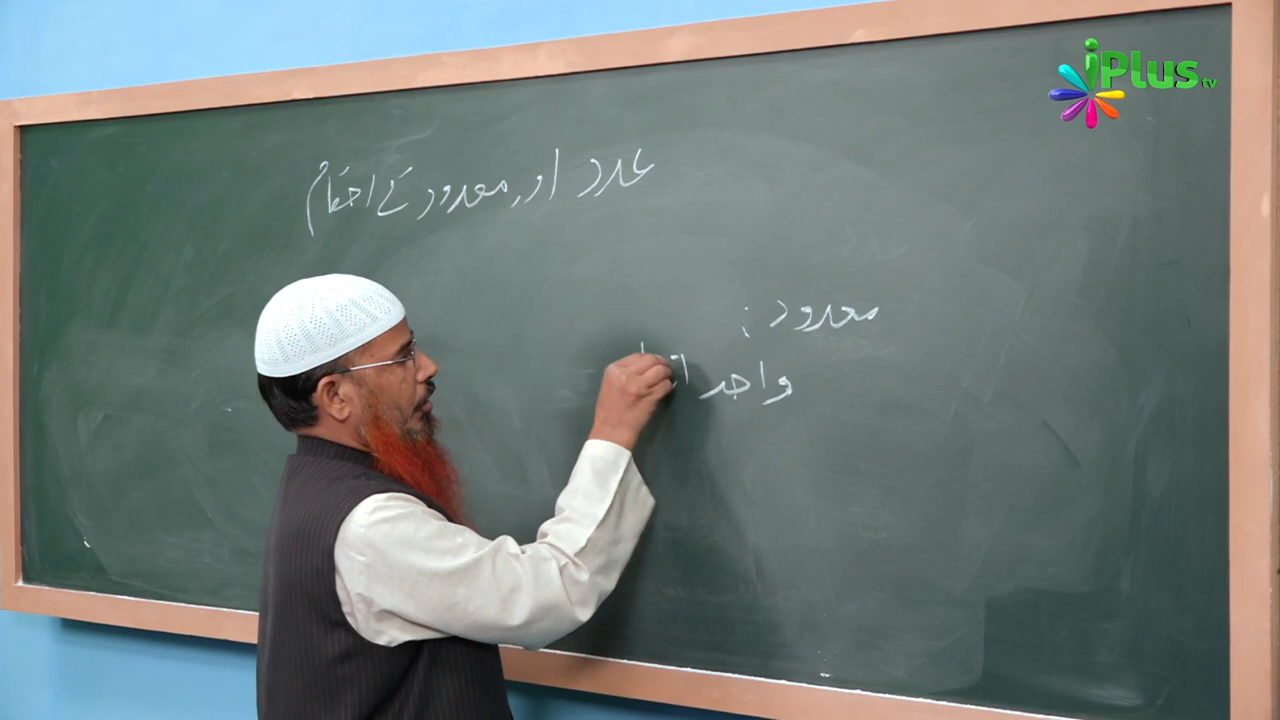 iPlus tv
عدد اور معدود کے احکام
معدود :
واحد